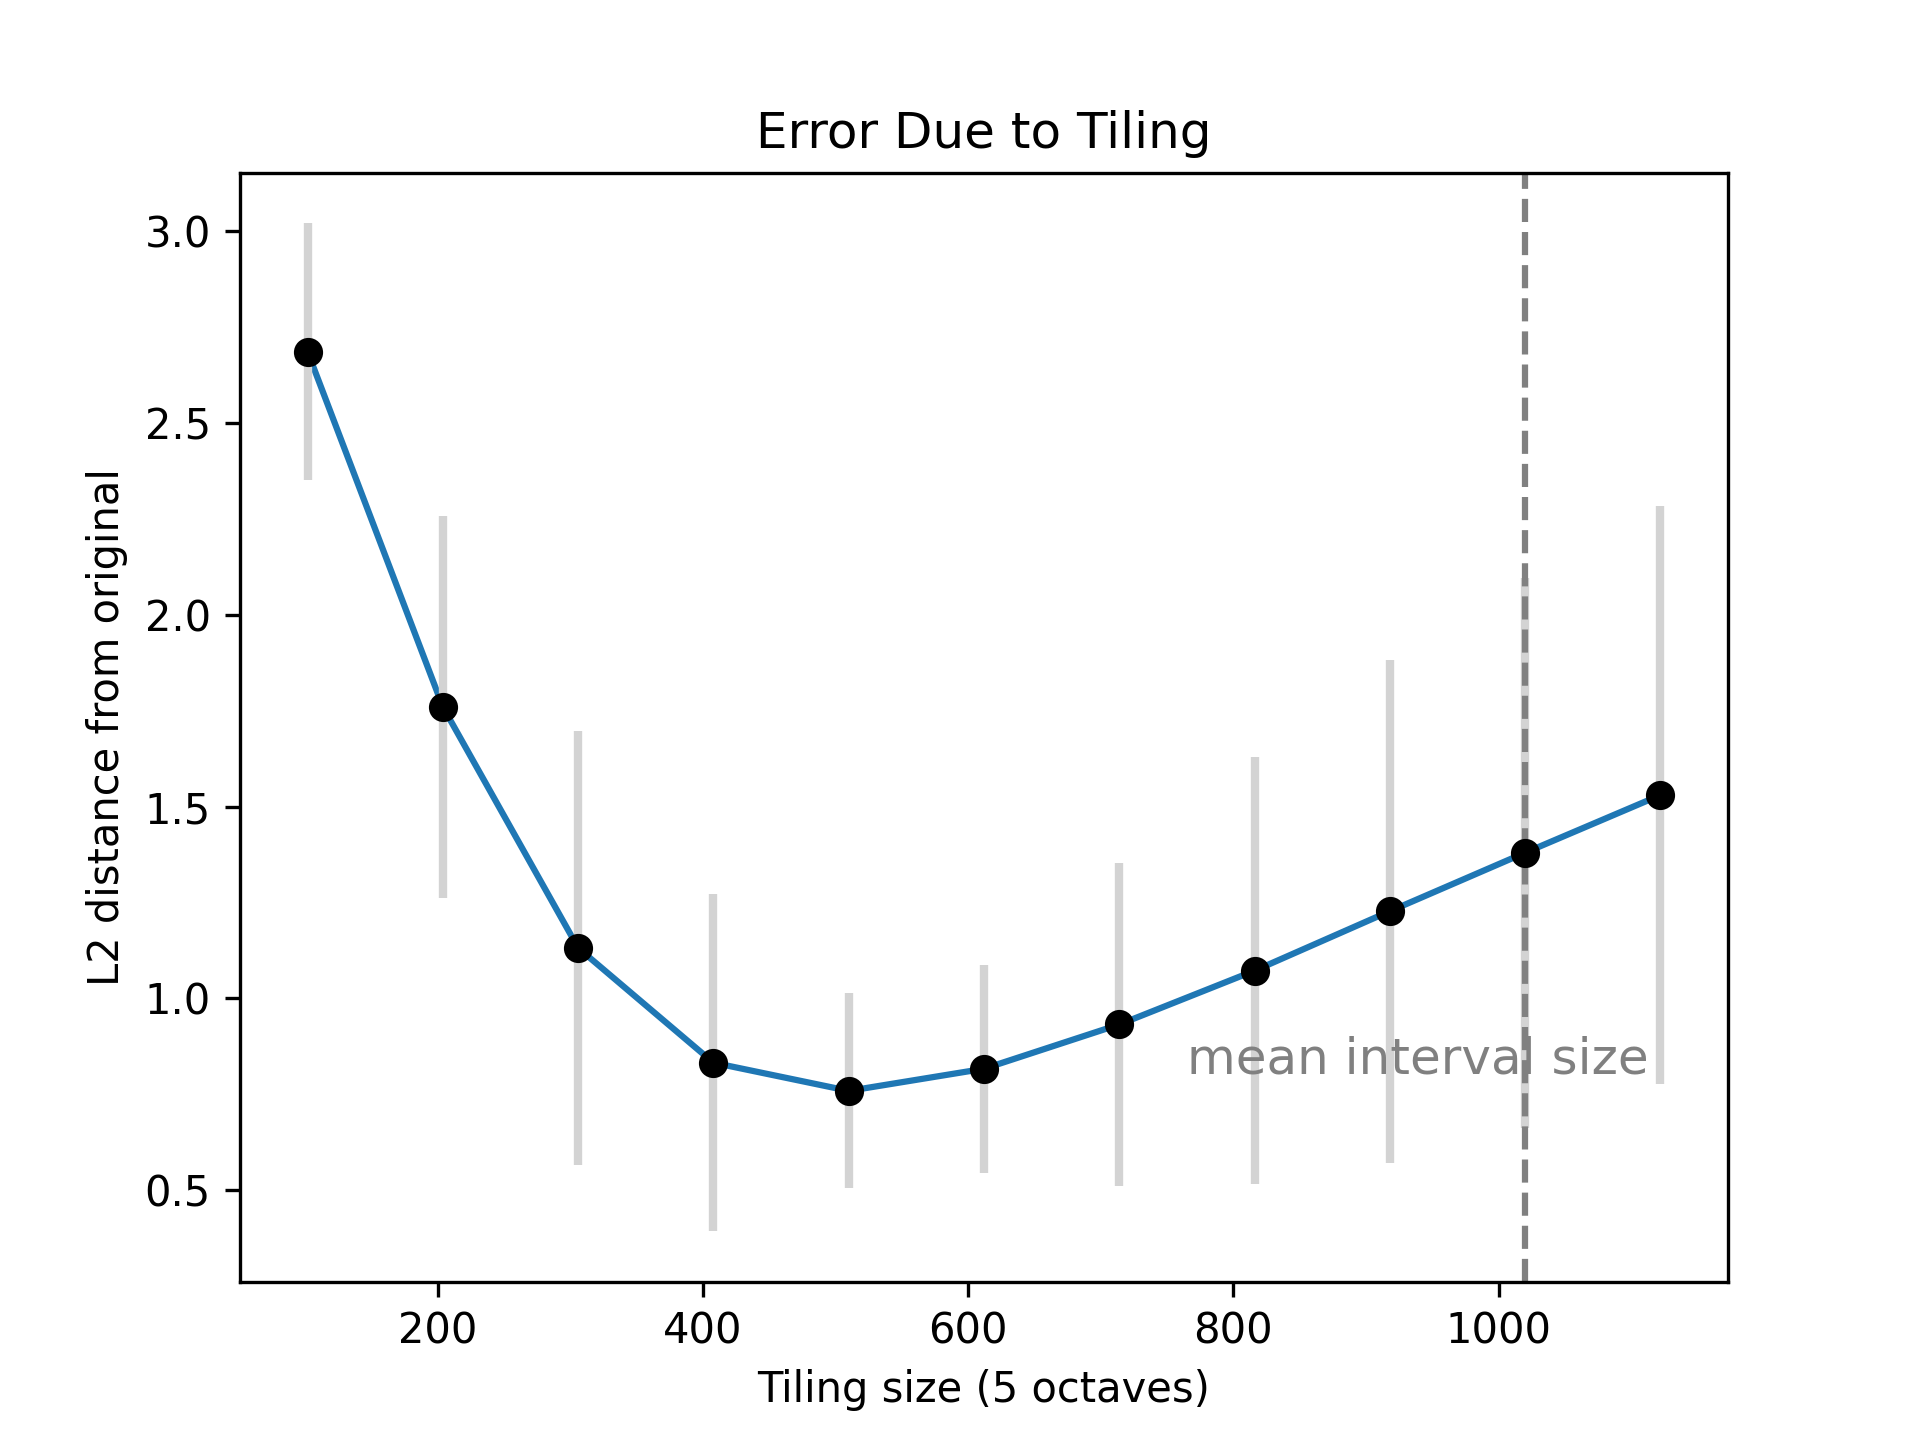 Error Due to Tiling
L2 distance from original
3.0
2.5
2.0
1.5
1.0
0.5
mean interval size
200 400 600 800 1000
Tiling size (5 octaves)